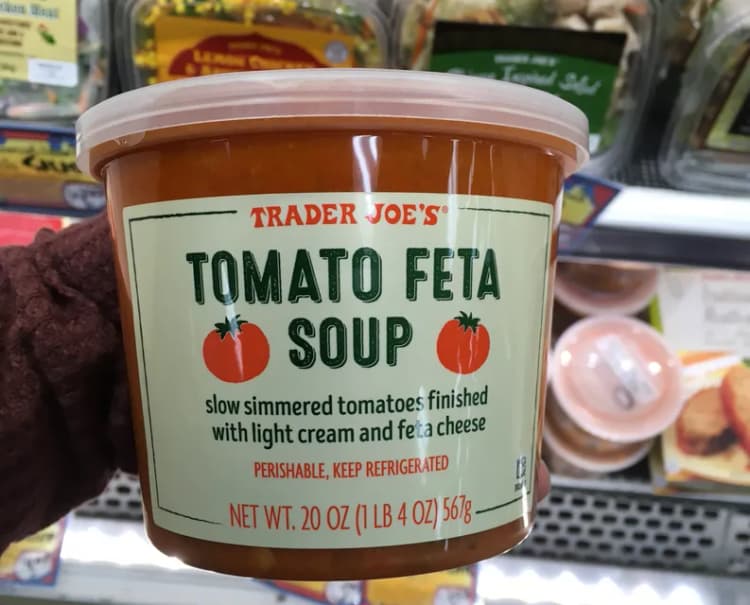 TRADER JOE'S®
TOMATO FETA
SOUP
slow simmered tomatoes finished
with light cream and feta cheese
PERISHABLE, KEEP REFRIGERATED
NET WT. 20 OZ (1 LB 4 OZ) 567g